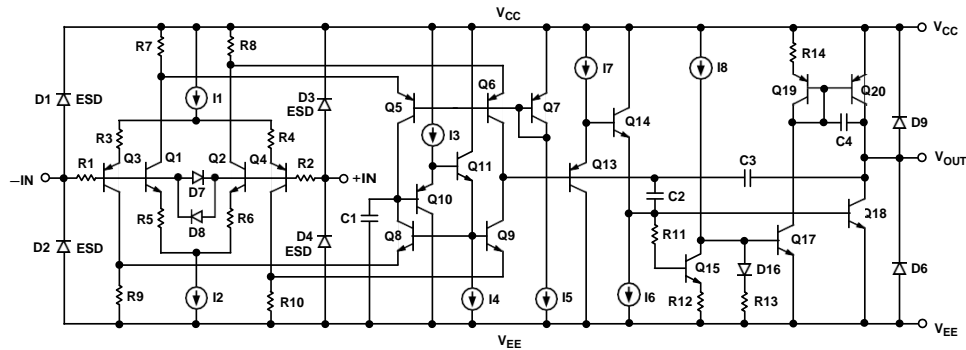 VCC
R7
R8
I1
I7
I8
R14
VCC
D1
ESD
D3
ESD
Q5
Q6
Q7
Q19
Q20
R3
R4
I3
Q14
C4
D9
R1
Q3
Q1
Q2
Q4
R2
Q11
Q13
VOUT
–IN
D7
+IN
Q10
C3
C2
R5
D8
R6
C1
Q8
Q9
R11
Q18
D2
ESD
D4
ESD
Q15
D16
Q17
D6
R9
I2
R10
I4
I5
I6
R12
R13
VEE
VEE